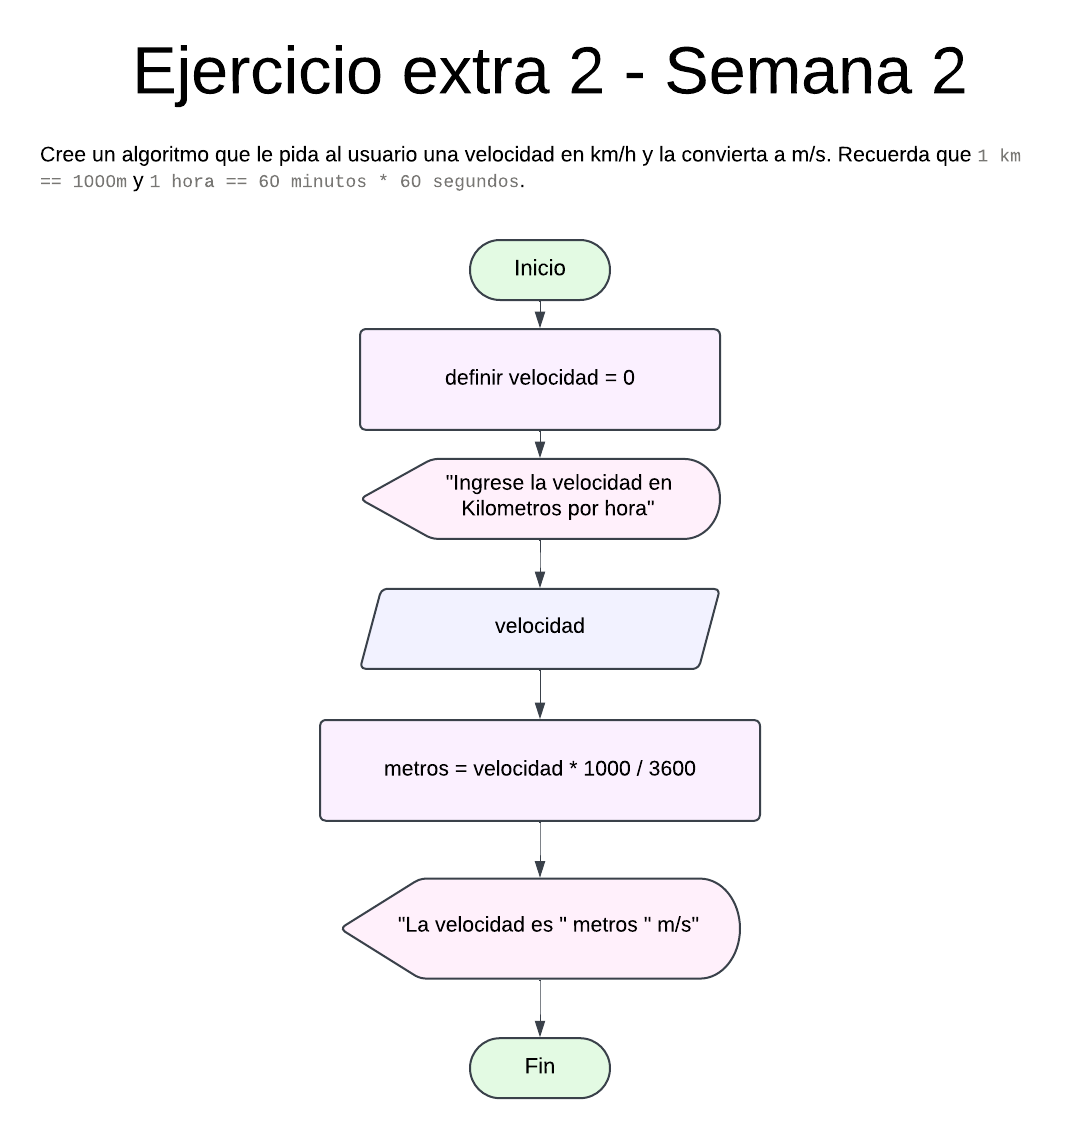 Ejercicio extra 2 - Semana 2
Cree un algoritmo que le pida al usuario una velocidad en km/h y la convierta a m/s. Recuerda que 1 km
== 1000m y 1 hora == 60 minutos * 60 segundos.
Inicio
definir velocidad = 0
"Ingrese la velocidad en
Kilometros por hora"
velocidad
metros = velocidad * 1000 / 3600
"La velocidad es " metros " m/s"
Fin